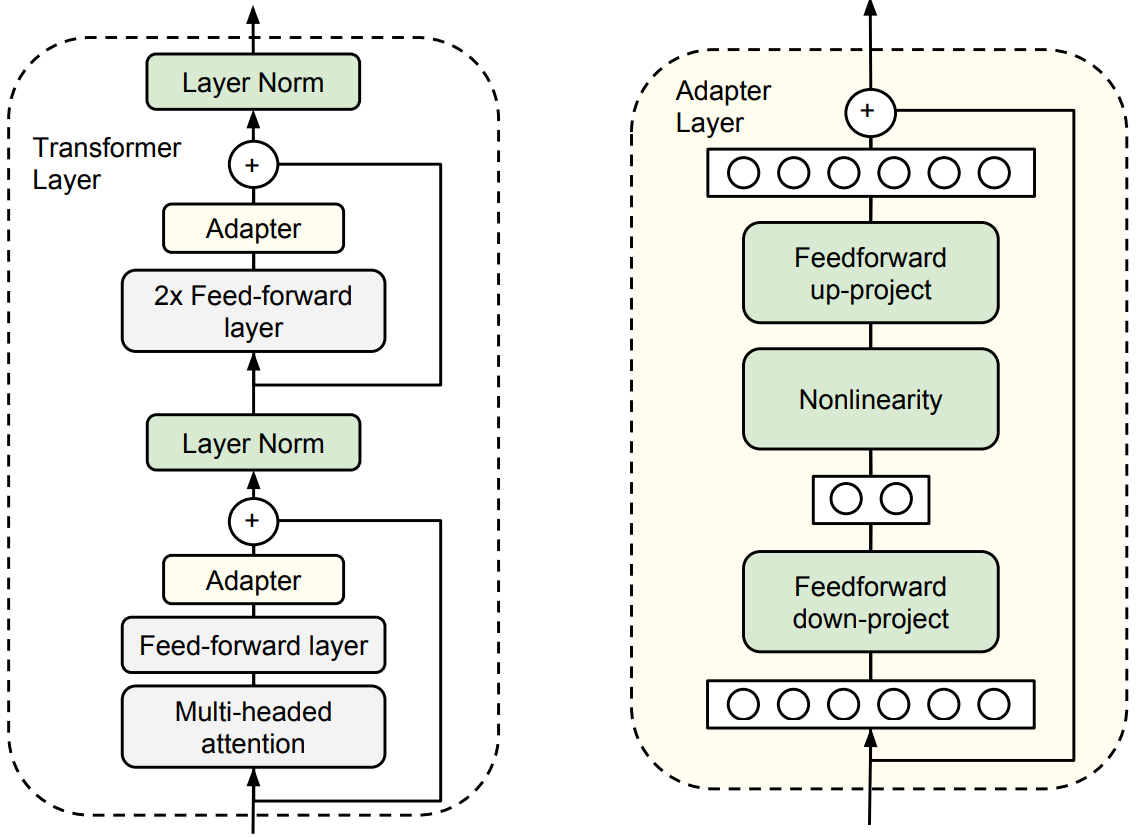 Layer Norm
Transformer
Layer
+
Adapter
2x Feed-forward
layer
Layer Norm
+
Adapter
Feed-forward layer
Multi-headed
attention
Adapter
Layer
+
Feedforward
up-project
Nonlinearity
Feedforward
down-project